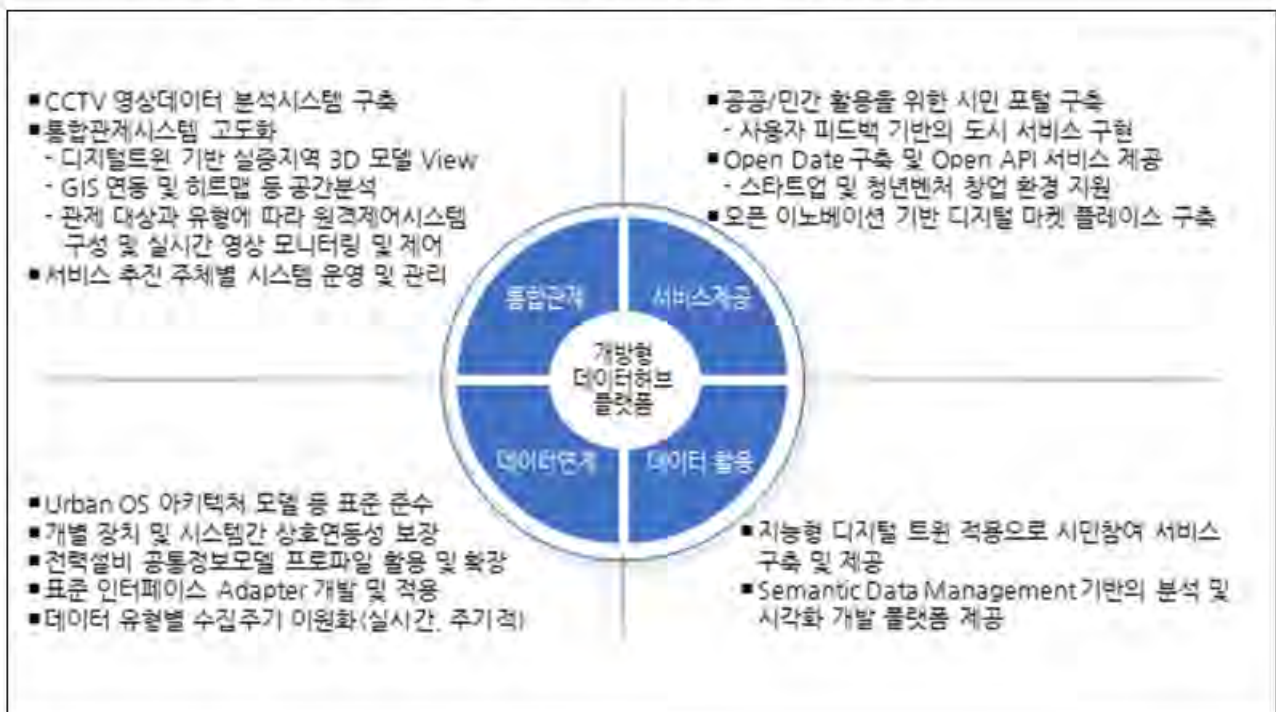 ■CCTV 영상데이터 분석시스템 구축
■통합관제시스템 고도화
- 디지털트윈 기반 실증지역 3D 모델 View
- GIS 연동 및 히트맵 등 공간분석
- 관제 대상과 유형에 따라 원격제어시스템
구성 및 실시간 영상 모니터링 및 제어
■서비스 추진 주체별 시스템 운영 및 관리
■공공/민간 활용을 위한 시민 포털 구축
- 사용자 피드백 기반의 도시 서비스 구현
■Open Date 구축 및 Open API 서비스 제공
- 스타트업 및 청년벤처 창업 환경 지원
■오픈 이노베이션 기반 디지털 마켓 플레이스 구축
통합관제
서비스제공
개방형
데이터허브
플랫폼
데이터연계
데이터 활용
■Urban OS 아키텍처 모델 등 표준 준수
■개별 장치 및 시스템간 상호연동성 보장
■전력설비 공통정보모델 프로파일 활용 및 확장
■표준 인터페이스 Adapter 개발 및 적용
■데이터 유형별 수집주기 이원화(실시간, 주기적)
■지능형 디지털 트윈 적용으로 시민참여 서비스
구축 및 제공
■Semantic Data Management 기반의 분석 및
시각화 개발 플랫폼 제공